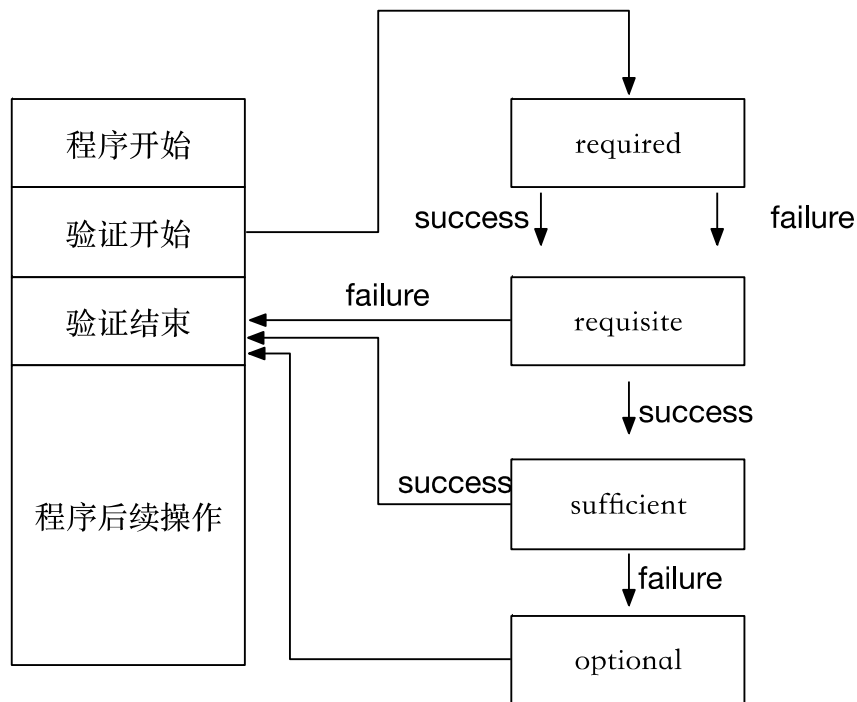 程序开始
验证开始
验证结束
程序后续操作
required
success
failure
failure
requisite
success
success
sufficient
failure
optional